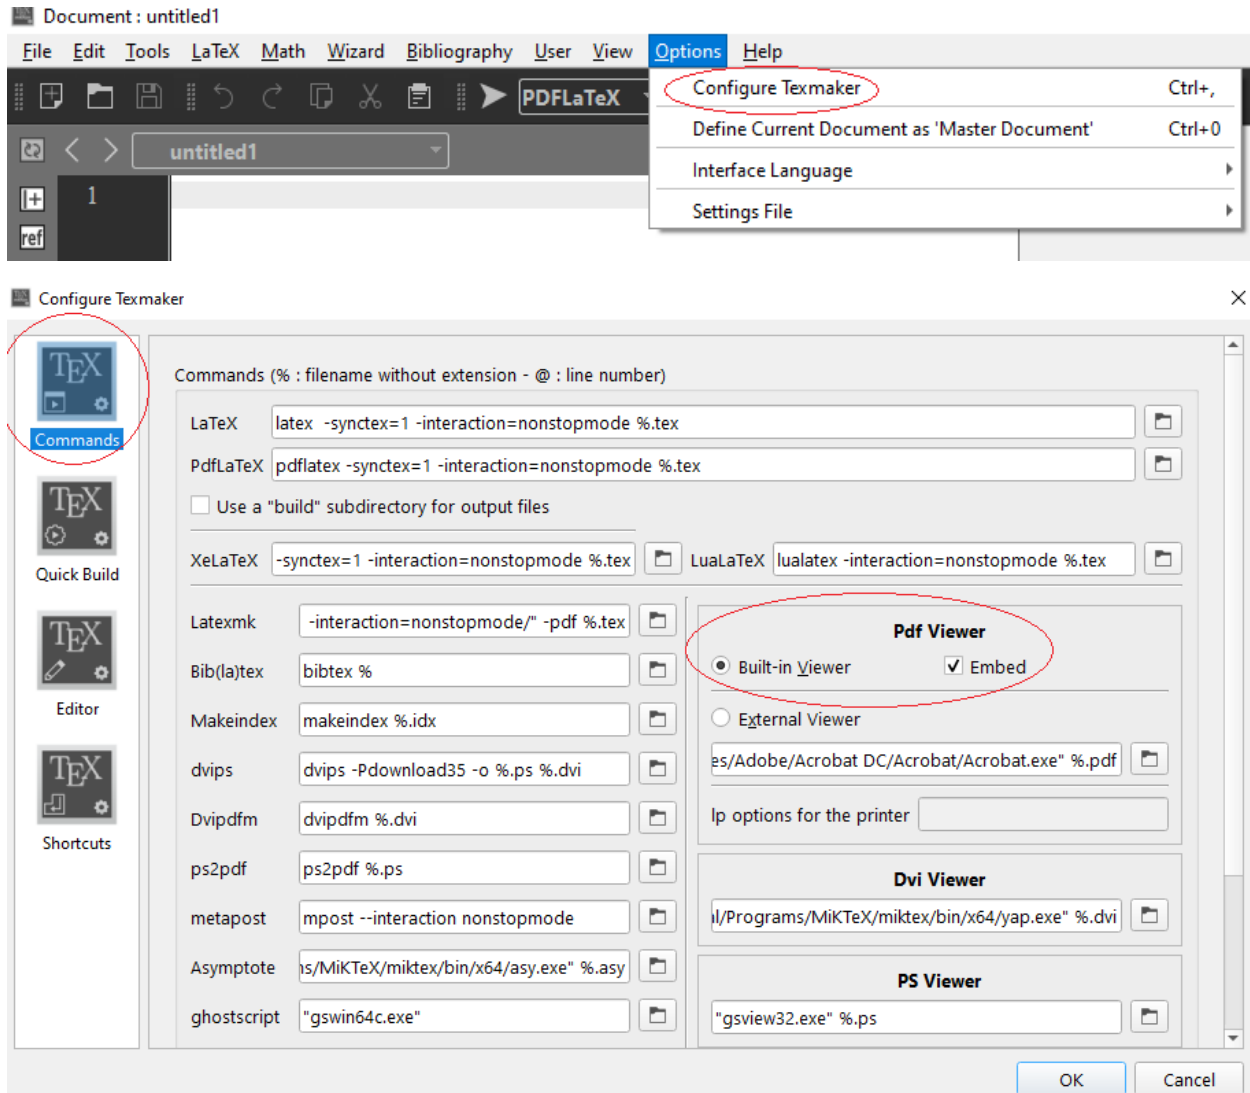 Document : untitled1
File Edit Tools LaTeX Math Wizard Bibliography User View Options Help
PDFLaTeX
Configure Texmaker Ctrl+,
Define Current Document as 'Master Document' Ctrl+0
Interface Language
Settings File
untitled1
1
ref
Configure Texmaker
TEX
Commands
TEX
Quick Build
TEX
Editor
TEX
Shortcuts
Commands (% : filename without extension - @ : line number)
LaTeX latex -synctex=1 -interaction=nonstopmode %.tex
PdfLaTeX pdflatex -synctex=1 -interaction=nonstopmode %.tex
Use a "build" subdirectory for output files
XeLaTeX -synctex=1 -interaction=nonstopmode %.tex LuaLaTeX lualatex -interaction=nonstopmode %.tex
Latexmk -interaction=nonstopmode/" -pdf %.tex
Bib(la)tex bibtex %
Makeindex makeindex %.idx
dvips dvips -Pdownload35 -o %.ps %.dvi
Dvipdfm dvipdfm %.dvi
ps2pdf ps2pdf %.ps
metapost mpost --interaction nonstopmode
Asymptote ns/MiKTeX/miktex/bin/x64/asy.exe" %.asy
ghostscript "gswin64c.exe"
Pdf Viewer
Built-in Viewer Embed
External Viewer
es/Adobe/Acrobat DC/Acrobat/Acrobat.exe" %.pdf
lp options for the printer
Dvi Viewer
al/Programs/MiKTeX/miktex/bin/x64/yap.exe" %.dvi
PS Viewer
"gsview32.exe" %.ps
OK Cancel